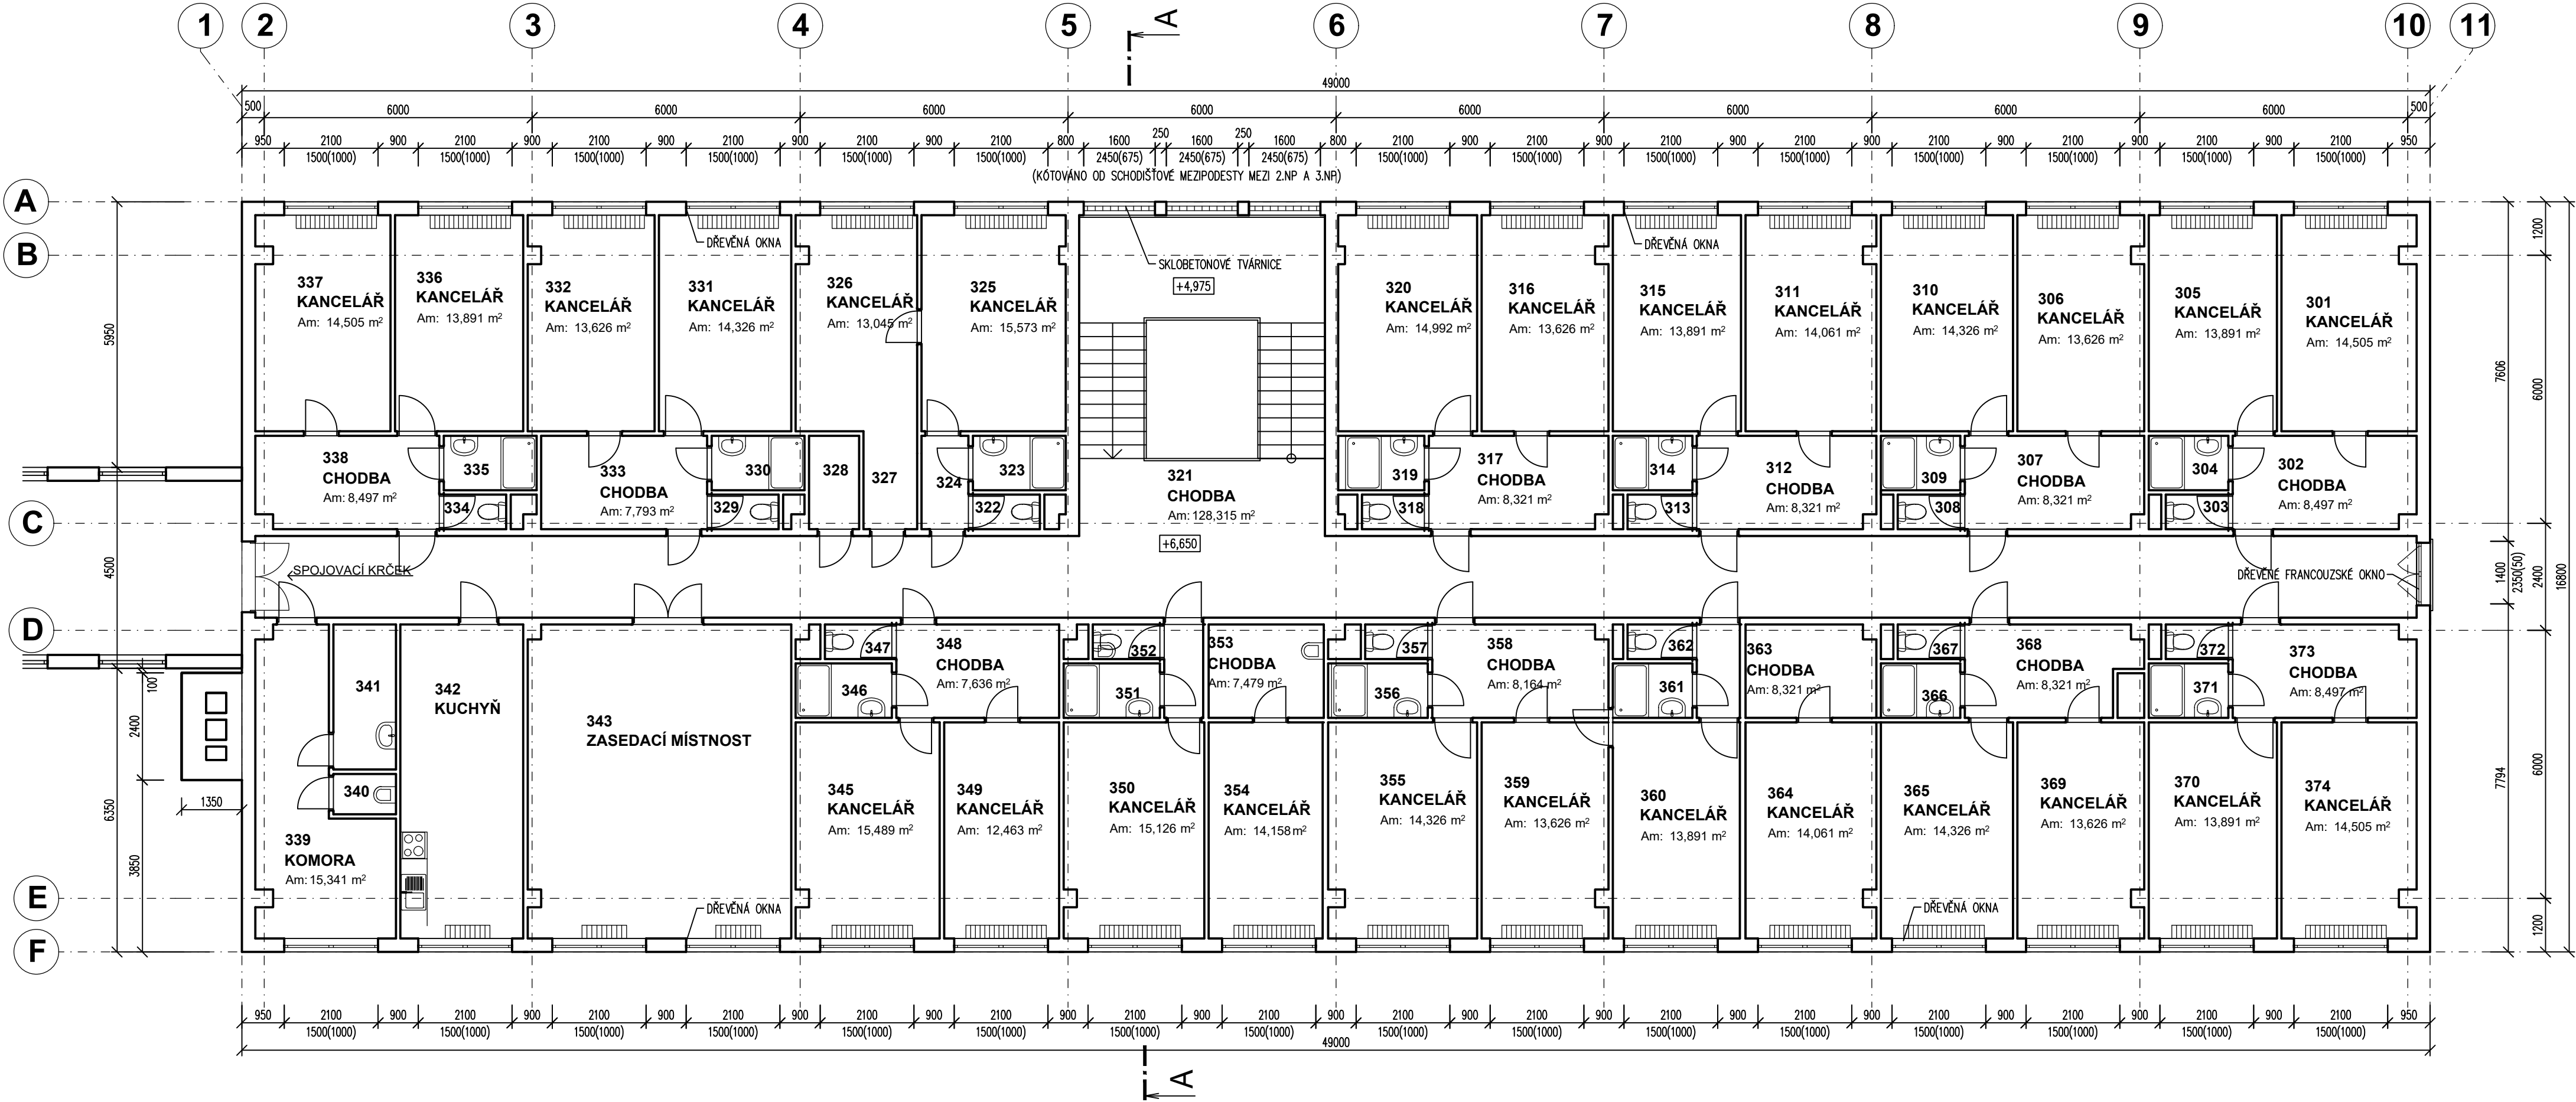 1 2 3 4 5 6 7 8 9 10 11
A
49000
500 6000 6000 6000 6000 6000 6000 6000 6000 500
950 2100 900 2100 900 2100 900 2100 900 2100 900 2100 800 1600 250 1600 250 1600 800 2100 900 2100 900 2100 900 2100 900 2100 900 2100 900 2100 900 2100 950
1500(1000) 1500(1000) 1500(1000) 1500(1000) 1500(1000) 1500(1000) 2450(675) 2450(675) 2450(675) 1500(1000) 1500(1000) 1500(1000) 1500(1000) 1500(1000) 1500(1000) 1500(1000) 1500(1000)
(KÓTOVÁNO OD SCHODIŠŤOVÉ MEZIPODESTY MEZI 2.NP A 3.NP)
A
B
C
D
E
F
5950
4500
6350
100
2400
3850
1350
1200
6000
2400
6000
1200
16800
7606
1400
2350(50)
7794
DŘEVĚNÁ OKNA
SKLOBETONOVÉ TVÁRNICE
+4,975
DŘEVĚNÁ OKNA
337
KANCELÁŘ
Am: 14,505 m²
336
KANCELÁŘ
Am: 13,891 m²
332
KANCELÁŘ
Am: 13,626 m²
331
KANCELÁŘ
Am: 14,326 m²
326
KANCELÁŘ
Am: 13,045 m²
325
KANCELÁŘ
Am: 15,573 m²
320
KANCELÁŘ
Am: 14,992 m²
316
KANCELÁŘ
Am: 13,626 m²
315
KANCELÁŘ
Am: 13,891 m²
311
KANCELÁŘ
Am: 14,061 m²
310
KANCELÁŘ
Am: 14,326 m²
306
KANCELÁŘ
Am: 13,626 m²
305
KANCELÁŘ
Am: 13,891 m²
301
KANCELÁŘ
Am: 14,505 m²
338
CHODBA
Am: 8,497 m²
335
334
333
CHODBA
Am: 7,793 m²
330
329
328
327
324
323
322
321
CHODBA
Am: 128,315 m²
+6,650
319
318
317
CHODBA
Am: 8,321 m²
314
313
312
CHODBA
Am: 8,321 m²
309
308
307
CHODBA
Am: 8,321 m²
304
303
302
CHODBA
Am: 8,497 m²
SPOJOVACÍ KRČEK
DŘEVĚNÉ FRANCOUZSKÉ OKNO
341
340
339
KOMORA
Am: 15,341 m²
342
KUCHYŇ
343
ZASEDACÍ MÍSTNOST
347
346
348
CHODBA
Am: 7,636 m²
352
351
353
CHODBA
Am: 7,479 m²
357
356
358
CHODBA
Am: 8,164 m²
362
361
363
CHODBA
Am: 8,321 m²
367
366
368
CHODBA
Am: 8,321 m²
372
371
373
CHODBA
Am: 8,497 m²
345
KANCELÁŘ
Am: 15,489 m²
349
KANCELÁŘ
Am: 12,463 m²
350
KANCELÁŘ
Am: 15,126 m²
354
KANCELÁŘ
Am: 14,158 m²
355
KANCELÁŘ
Am: 14,326 m²
359
KANCELÁŘ
Am: 13,626 m²
360
KANCELÁŘ
Am: 13,891 m²
364
KANCELÁŘ
Am: 14,061 m²
365
KANCELÁŘ
Am: 14,326 m²
369
KANCELÁŘ
Am: 13,626 m²
370
KANCELÁŘ
Am: 13,891 m²
374
KANCELÁŘ
Am: 14,505 m²
DŘEVĚNÁ OKNA
DŘEVĚNÁ OKNA
950 2100 900 2100 900 2100 900 2100 900 2100 900 2100 900 2100 900 2100 900 2100 900 2100 900 2100 900 2100 900 2100 900 2100 900 2100 900 2100 950
1500(1000) 1500(1000) 1500(1000) 1500(1000) 1500(1000) 1500(1000) 1500(1000) 1500(1000) 1500(1000) 1500(1000) 1500(1000) 1500(1000) 1500(1000) 1500(1000) 1500(1000) 1500(1000)
49000
A